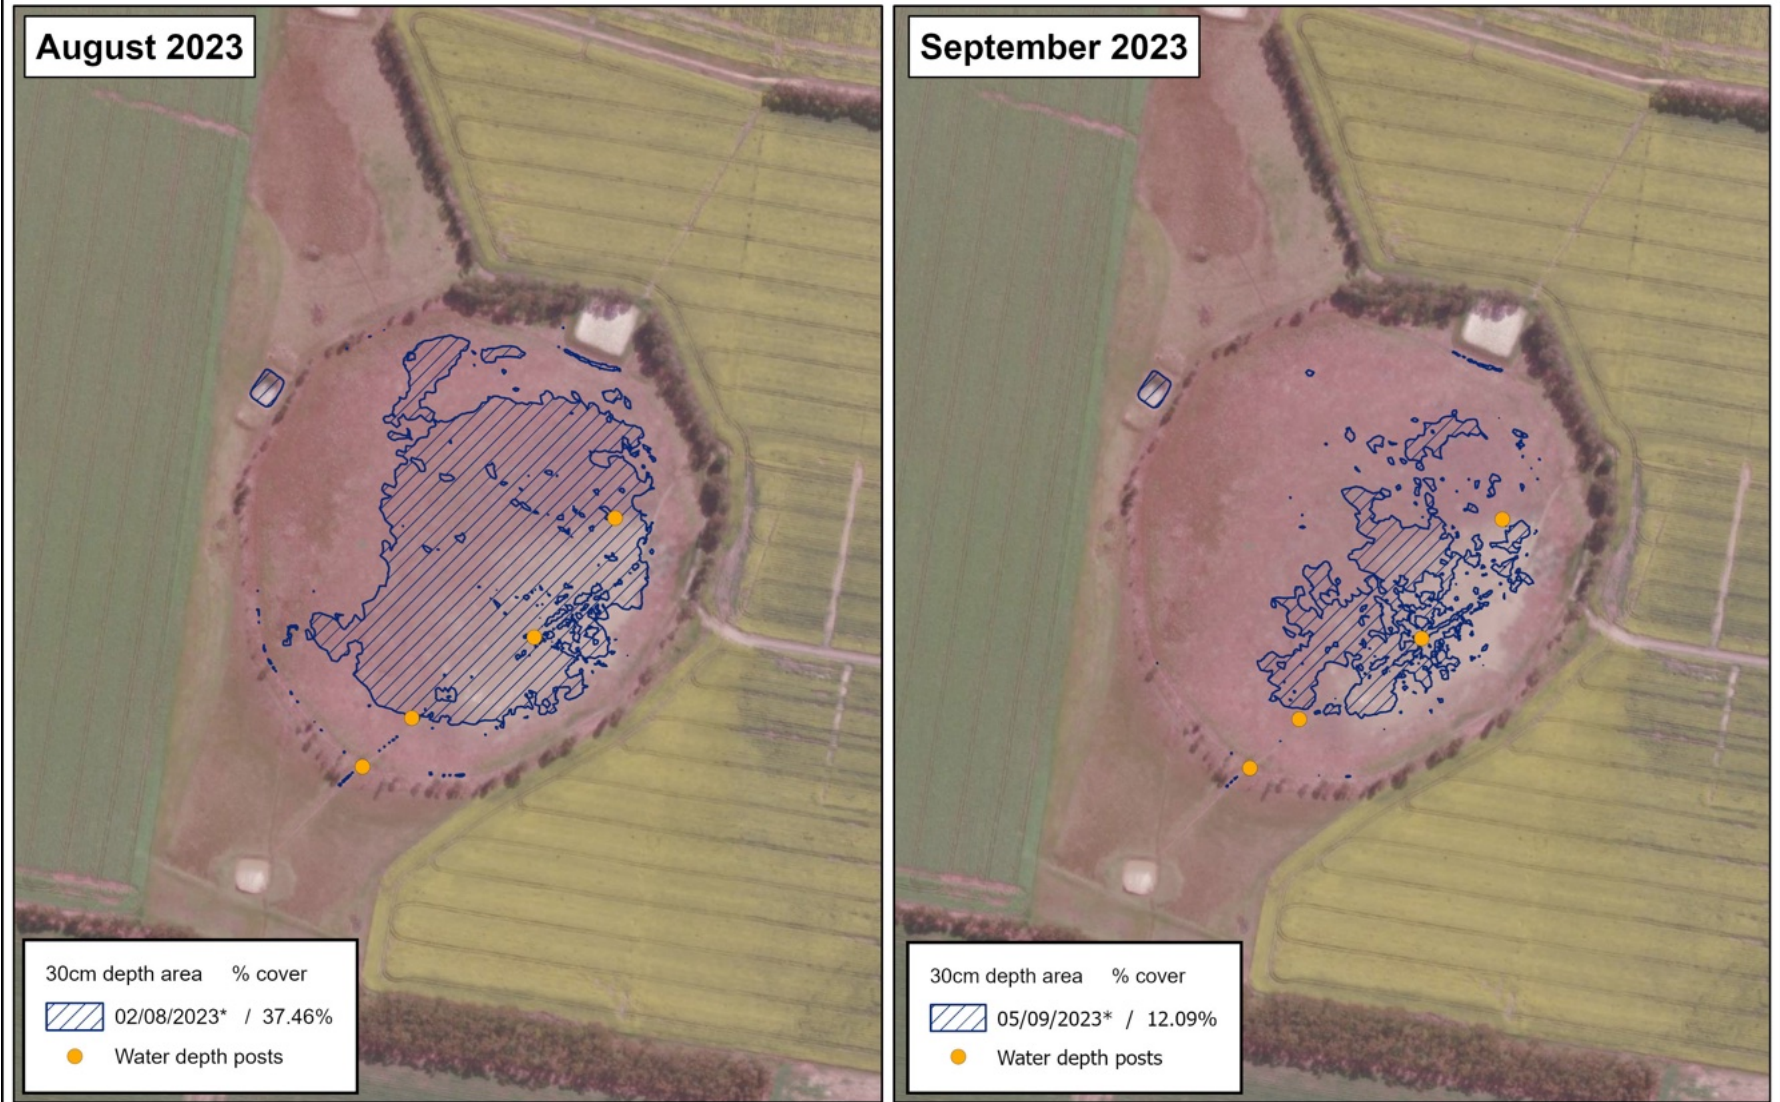 August 2023
30cm depth area % cover
02/08/2023* / 37.46%
Water depth posts
September 2023
30cm depth area % cover
05/09/2023* / 12.09%
Water depth posts